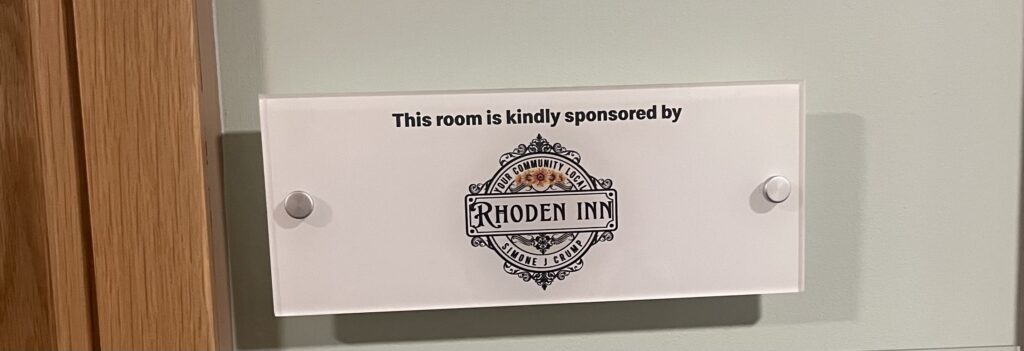 This room is kindly sponsored by
YOUR COMMUNITY LOCAL
RHODEN INN
SIMONE J CRUMP